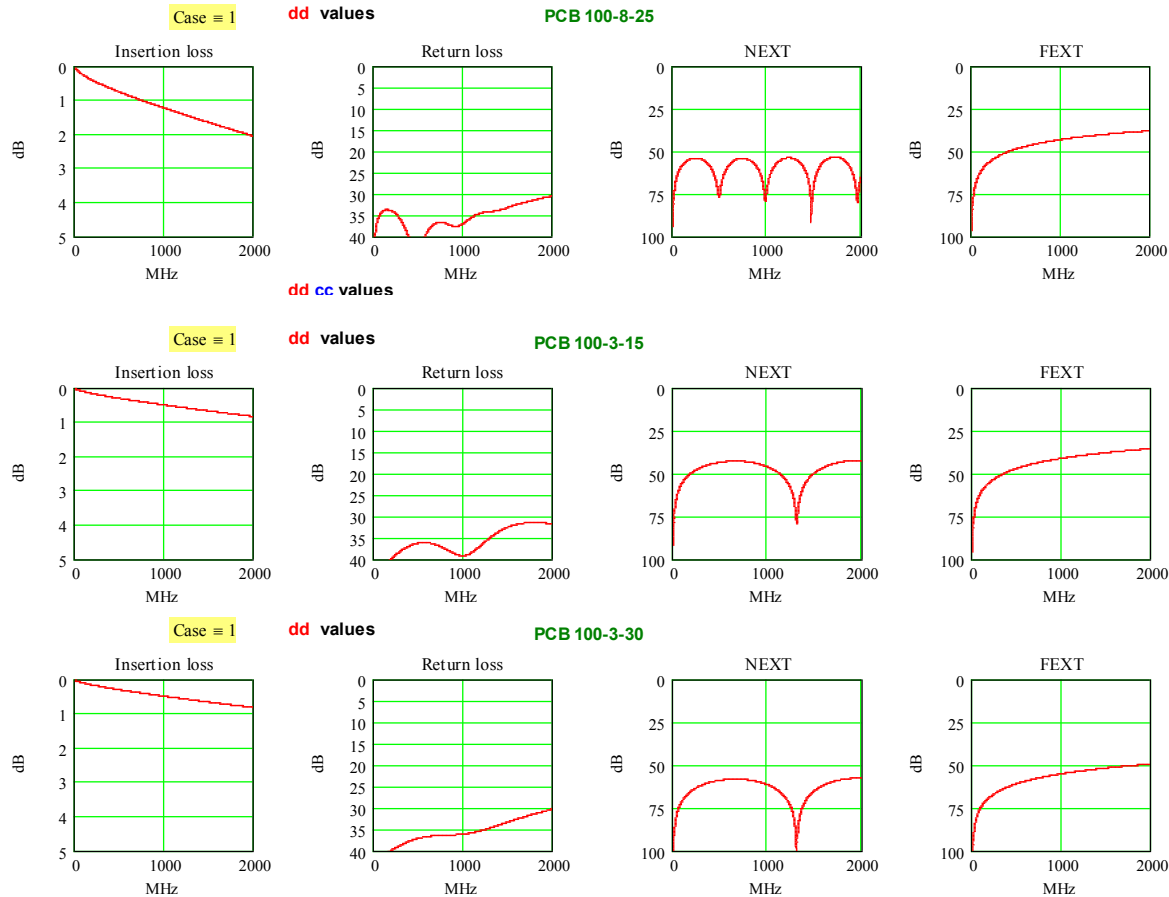 Case ≡ 1 dd values PCB 100-8-25
Insertion loss Return loss NEXT FEXT
0 0 0 0
5
1 10 25 25
2 15
dB dB 20 dB 50 dB 50
3 25
4 30 75 75
35
5 40 100 100
0 1000 2000 0 1000 2000 0 1000 2000 0 1000 2000
MHz MHz MHz MHz
dd cc values
Case ≡ 1 dd values PCB 100-3-15
Insertion loss Return loss NEXT FEXT
0 0 0 0
5
1 10 25 25
2 15
dB dB 20 dB 50 dB 50
3 25
4 30 75 75
35
5 40 100 100
0 1000 2000 0 1000 2000 0 1000 2000 0 1000 2000
MHz MHz MHz MHz
Case ≡ 1 dd values PCB 100-3-30
Insertion loss Return loss NEXT FEXT
0 0 0 0
5
1 10 25 25
2 15
dB dB 20 dB 50 dB 50
3 25
4 30 75 75
35
5 40 100 100
0 1000 2000 0 1000 2000 0 1000 2000 0 1000 2000
MHz MHz MHz MHz